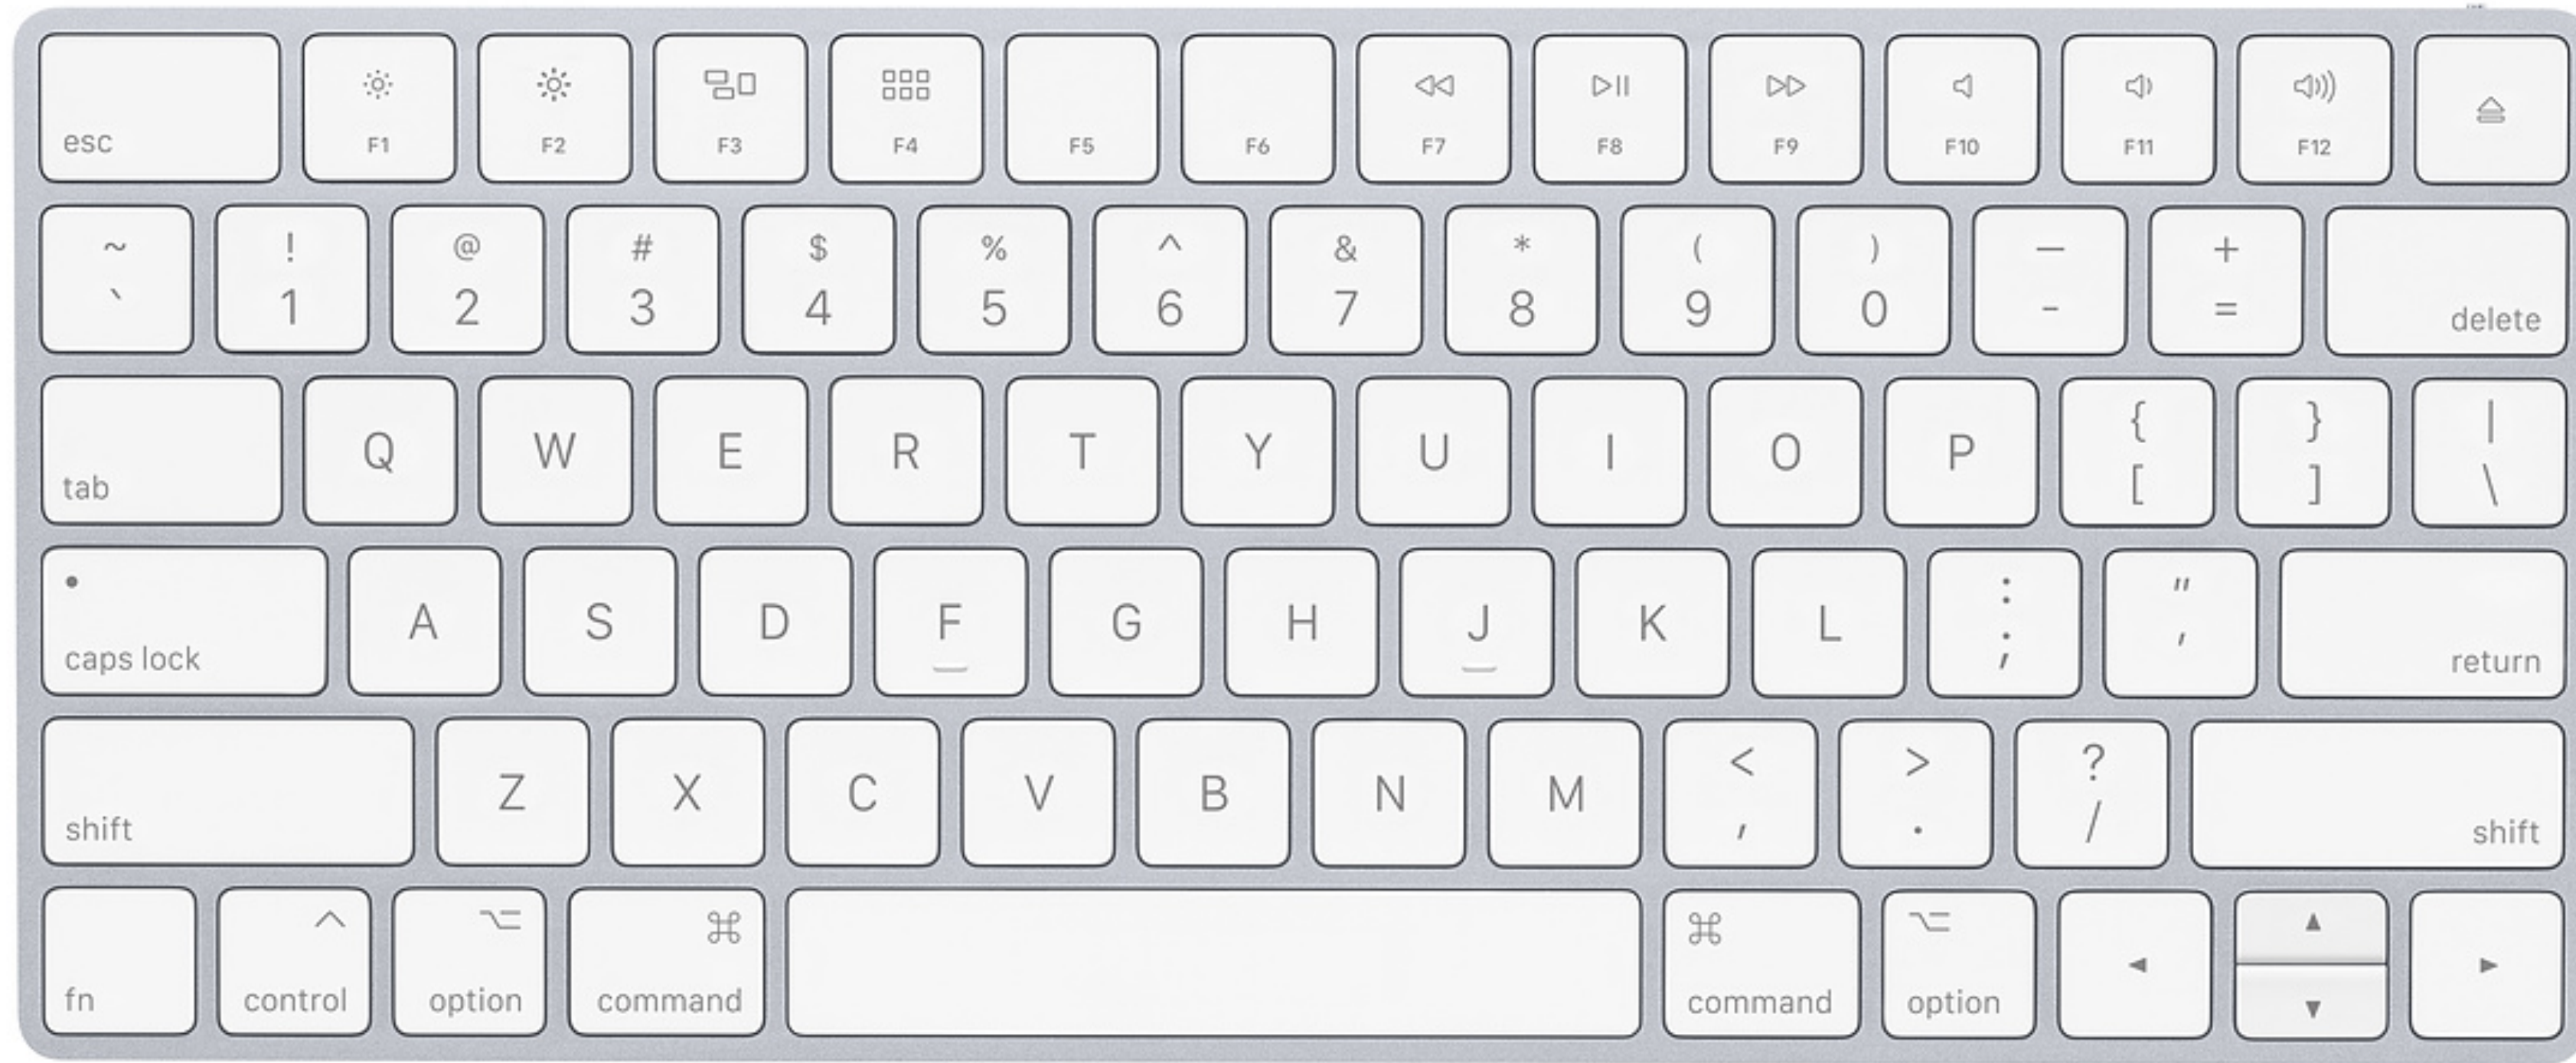 esc F1 F2 F3 F4 F5 F6 F7 F8 F9 F10 F11 F12
~ ! @ # $ % ^ & * ( ) — +
` 1 2 3 4 5 6 7 8 9 0 - = delete
tab Q W E R T Y U I O P { [ } ] | \
caps lock A S D F G H J K L : ; " ' return
shift Z X C V B N M < , > . ? / shift
fn ^ control ⌥ option ⌘ command ⌘ command ⌥ option ◄ ▲ ▼ ►